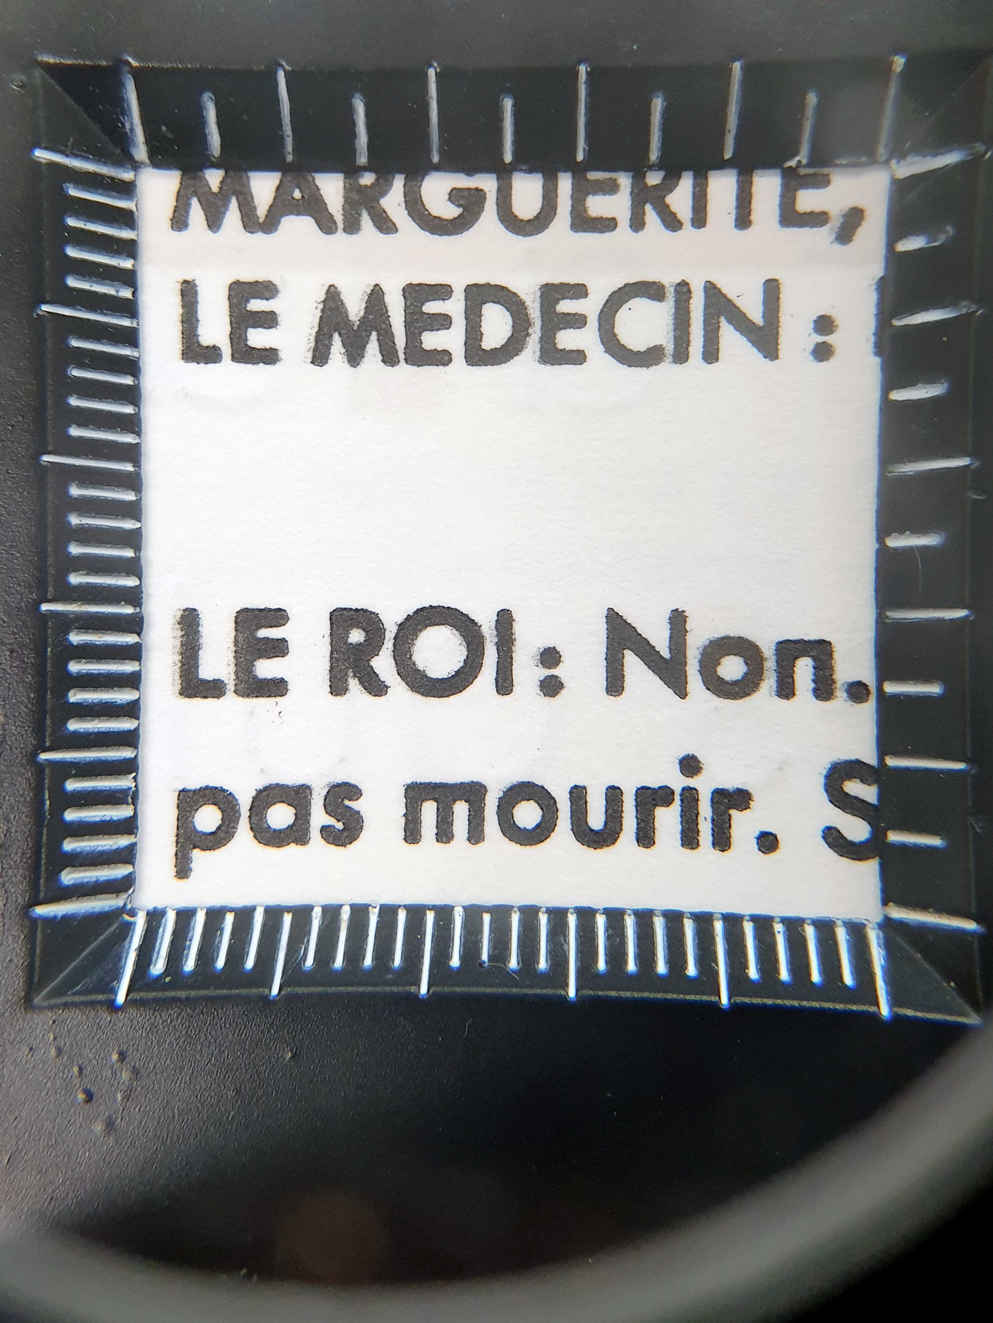 MARGUERITE,
LE MEDECIN :
LE ROI : Non.
pas mourir. S